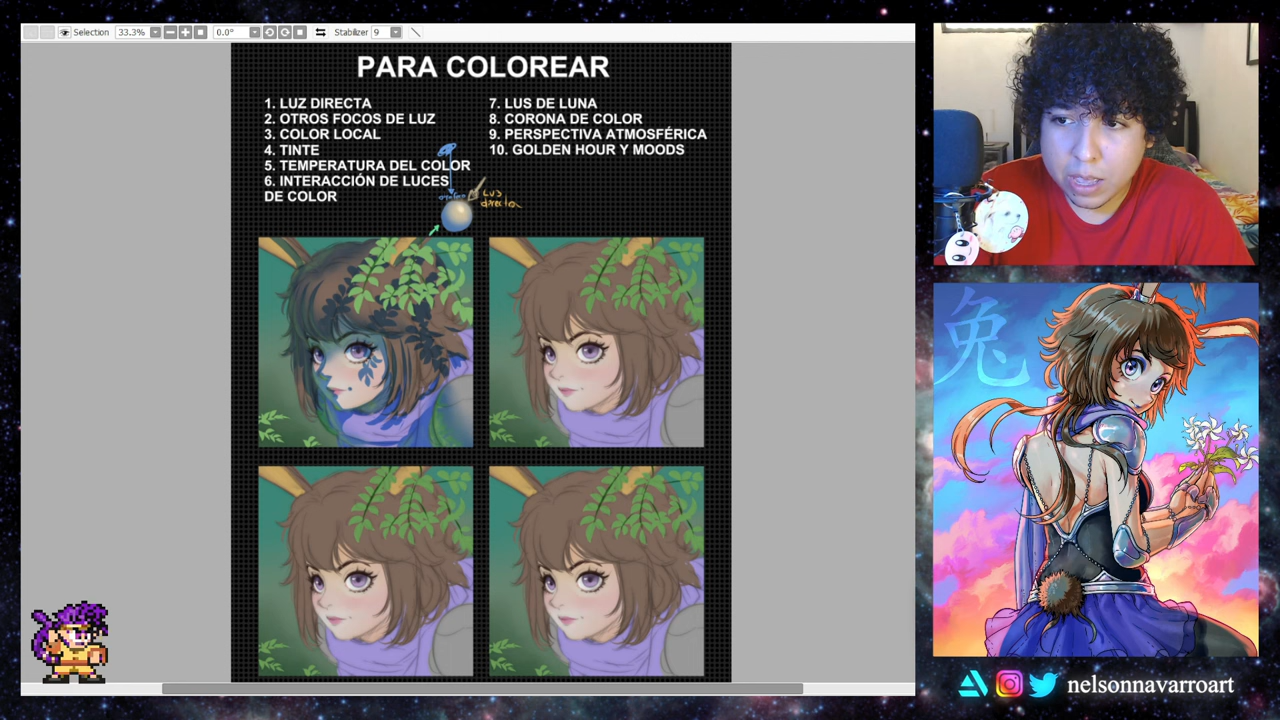 Selection 33.3% 0.0° Stabilizer 9
PARA COLOREAR
1. LUZ DIRECTA
2. OTROS FOCOS DE LUZ
3. COLOR LOCAL
4. TINTE
5. TEMPERATURA DEL COLOR
6. INTERACCIÓN DE LUCES
DE COLOR
7. LUS DE LUNA
8. CORONA DE COLOR
9. PERSPECTIVA ATMOSFÉRICA
10. GOLDEN HOUR Y MOODS
LUS
directa
兔
nelsonnavarroart